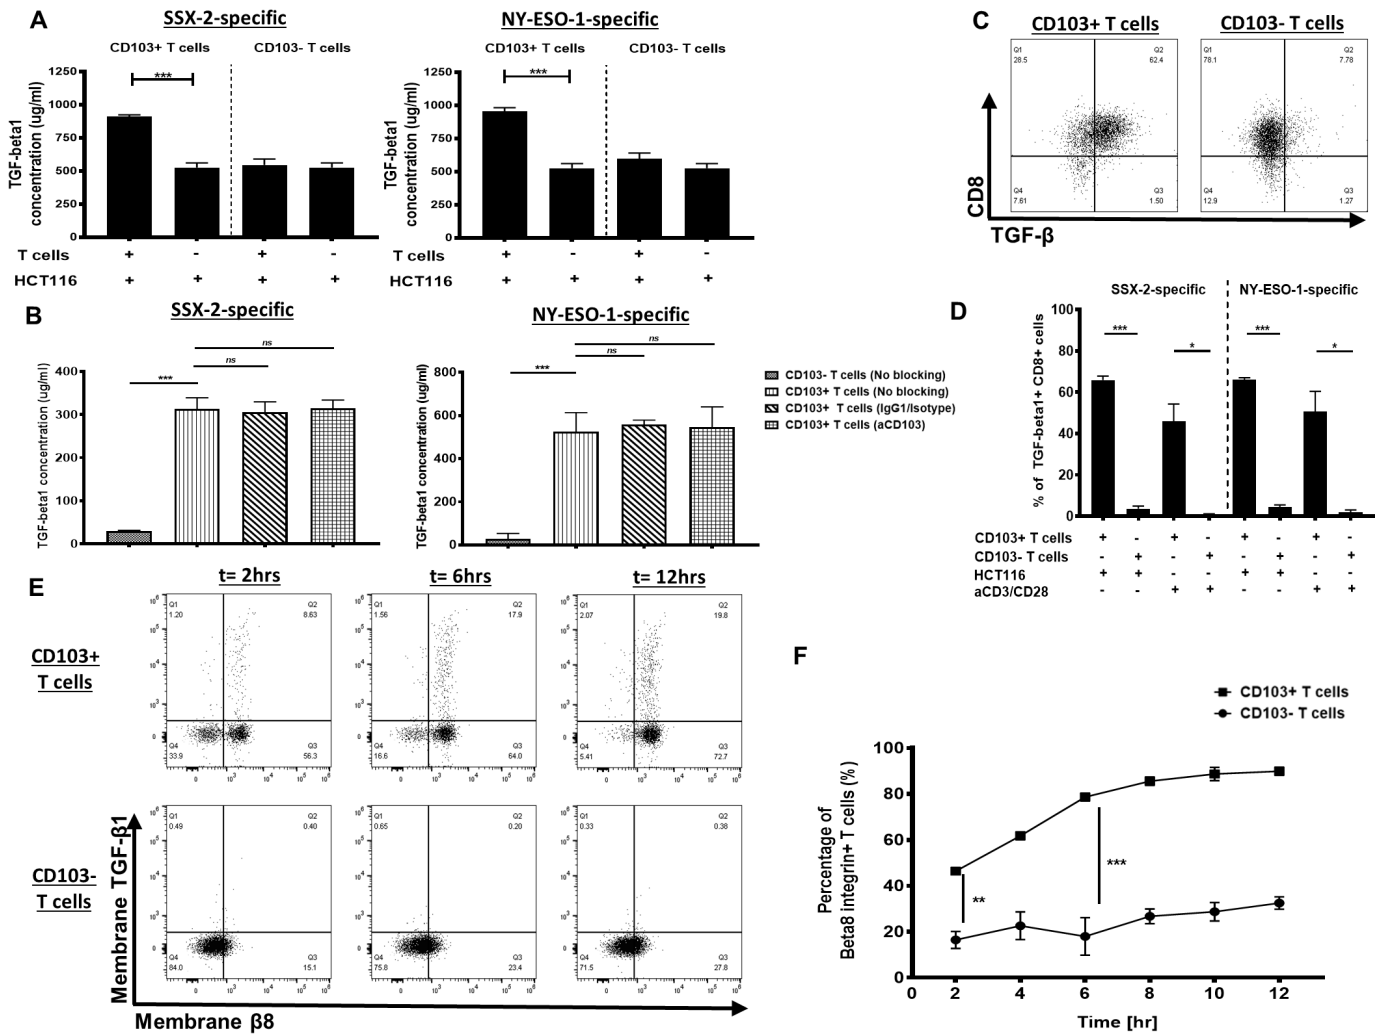 A
SSX-2-specific
NY-ESO-1-specific
CD103+ T cells
CD103- T cells
CD103+ T cells
CD103- T cells
TGF-beta1
concentration (ug/ml)
1250
1000
750
500
250
0
***
TGF-beta1
concentration (ug/ml)
1250
1000
750
500
250
0
***
T cells + - + - + - + -
HCT116 + + + + + + + +
B
SSX-2-specific
NY-ESO-1-specific
TGF-beta1 concentration (ug/ml)
400
300
200
100
0
***
ns
ns
TGF-beta1 concentration (ug/ml)
800
600
400
200
0
***
ns
ns
CD103- T cells (No blocking)
CD103+ T cells (No blocking)
CD103+ T cells (IgG1/Isotype)
CD103+ T cells (aCD103)
C
CD103+ T cells
CD103- T cells
Q1
28.5
Q2
62.4
Q4
7.61
Q3
1.50
Q1
78.1
Q2
7.78
Q4
12.9
Q3
1.27
CD8
TGF-β
D
SSX-2-specific
NY-ESO-1-specific
% of TGF-beta1+ CD8+ cells
100
80
60
40
20
0
***
*
***
*
CD103+ T cells + - + - + - + -
CD103- T cells - + - + - + - +
HCT116 + + - - + + - -
aCD3/CD28 - - + + - - + +
E
t= 2hrs
t= 6hrs
t= 12hrs
CD103+
T cells
Q1
1.20
Q2
8.63
Q4
33.9
Q3
56.3
Q1
1.56
Q2
17.9
Q4
16.6
Q3
64.0
Q1
2.07
Q2
19.8
Q4
5.41
Q3
72.7
CD103-
T cells
Q1
0.49
Q2
0.40
Q4
84.0
Q3
15.1
Q1
0.65
Q2
0.20
Q4
75.8
Q3
23.4
Q1
0.33
Q2
0.38
Q4
71.5
Q3
27.8
Membrane TGF-β1
Membrane β8
F
CD103+ T cells
CD103- T cells
Percentage of
Beta8 integrin+ T cells (%)
100
80
60
40
20
0
**
***
0 2 4 6 8 10 12
Time [hr]